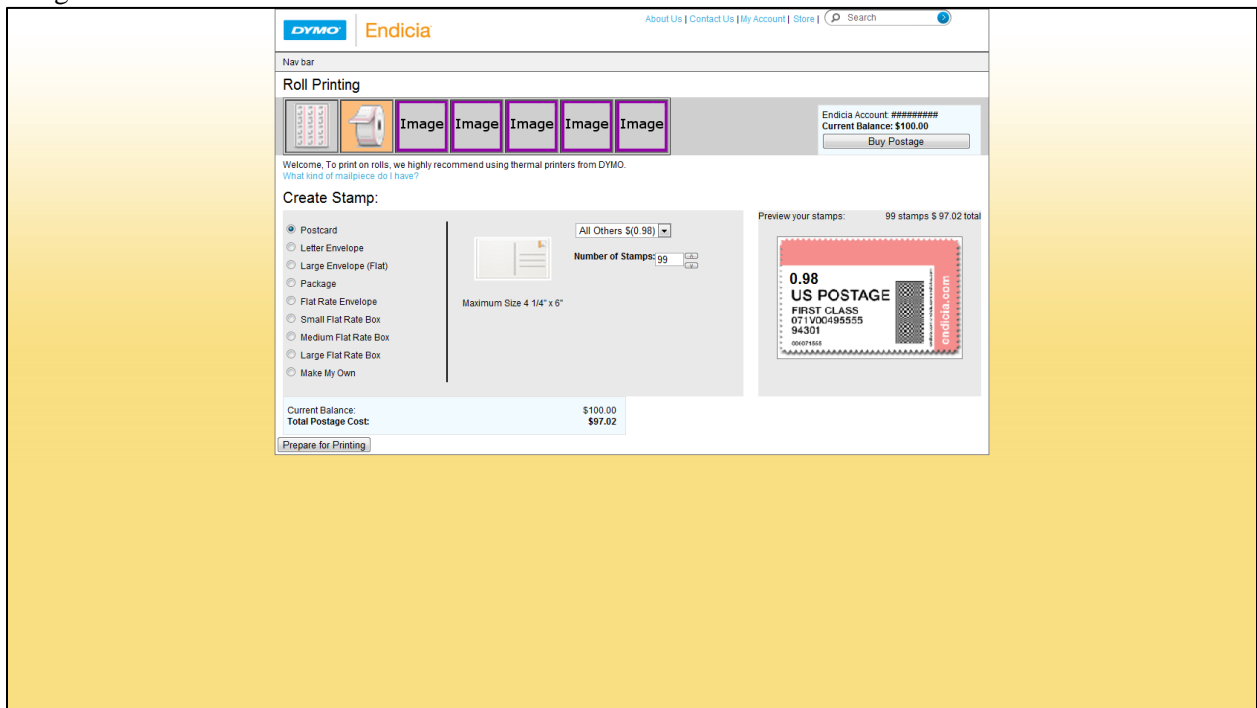 DYMO Endicia
About Us | Contact Us | My Account | Store | Search
Nav bar
Roll Printing
Image Image Image Image Image
Endicia Account: #########
Current Balance: $100.00
Buy Postage
Welcome, To print on rolls, we highly recommend using thermal printers from DYMO.
What kind of mailpiece do I have?
Create Stamp:
Postcard
Letter Envelope
Large Envelope (Flat)
Package
Flat Rate Envelope
Small Flat Rate Box
Medium Flat Rate Box
Large Flat Rate Box
Make My Own
All Others $(0.98)
Number of Stamps: 99
Maximum Size 4 1/4" x 6"
Preview your stamps: 99 stamps $ 97.02 total
0.98
US POSTAGE
FIRST CLASS
071V00495555
94301
endicia.com
Current Balance: $100.00
Total Postage Cost: $97.02
Prepare for Printing